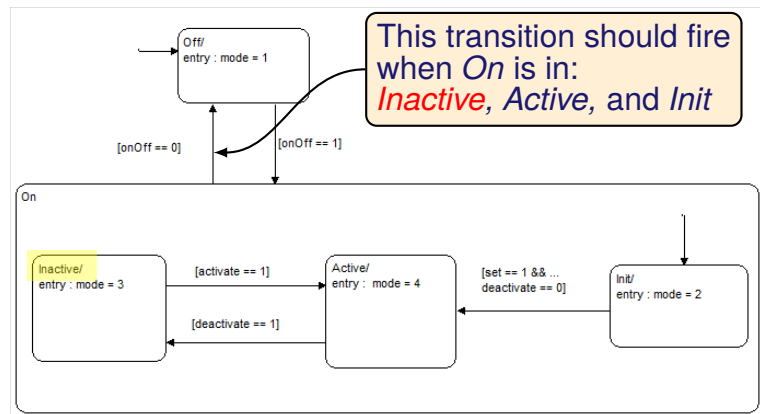 Off/
entry : mode = 1
This transition should fire
when On is in:
Inactive, Active, and Init
[onOff == 0]
[onOff == 1]
On
Inactive/
entry : mode = 3
[activate == 1]
Active/
entry :  mode = 4
[set == 1 && ...
deactivate == 0]
Init/
entry : mode = 2
[deactivate == 1]